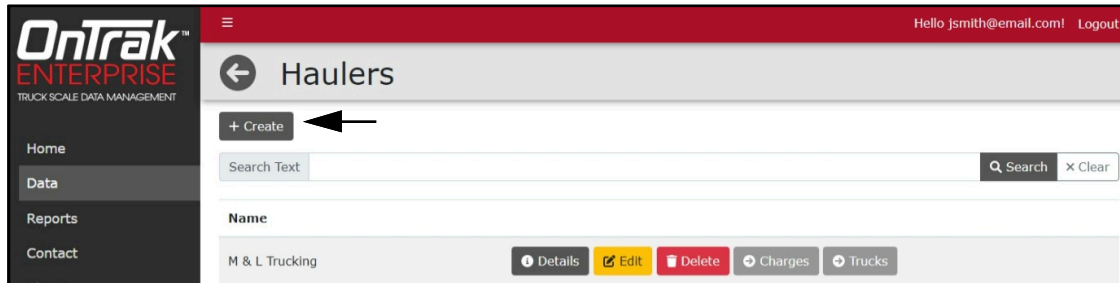 OnTrak™
ENTERPRISE
TRUCK SCALE DATA MANAGEMENT
Home
Data
Reports
Contact
Hello jsmith@email.com! Logout
Haulers
+ Create
Search Text Search × Clear
Name
M & L Trucking Details Edit Delete Charges Trucks